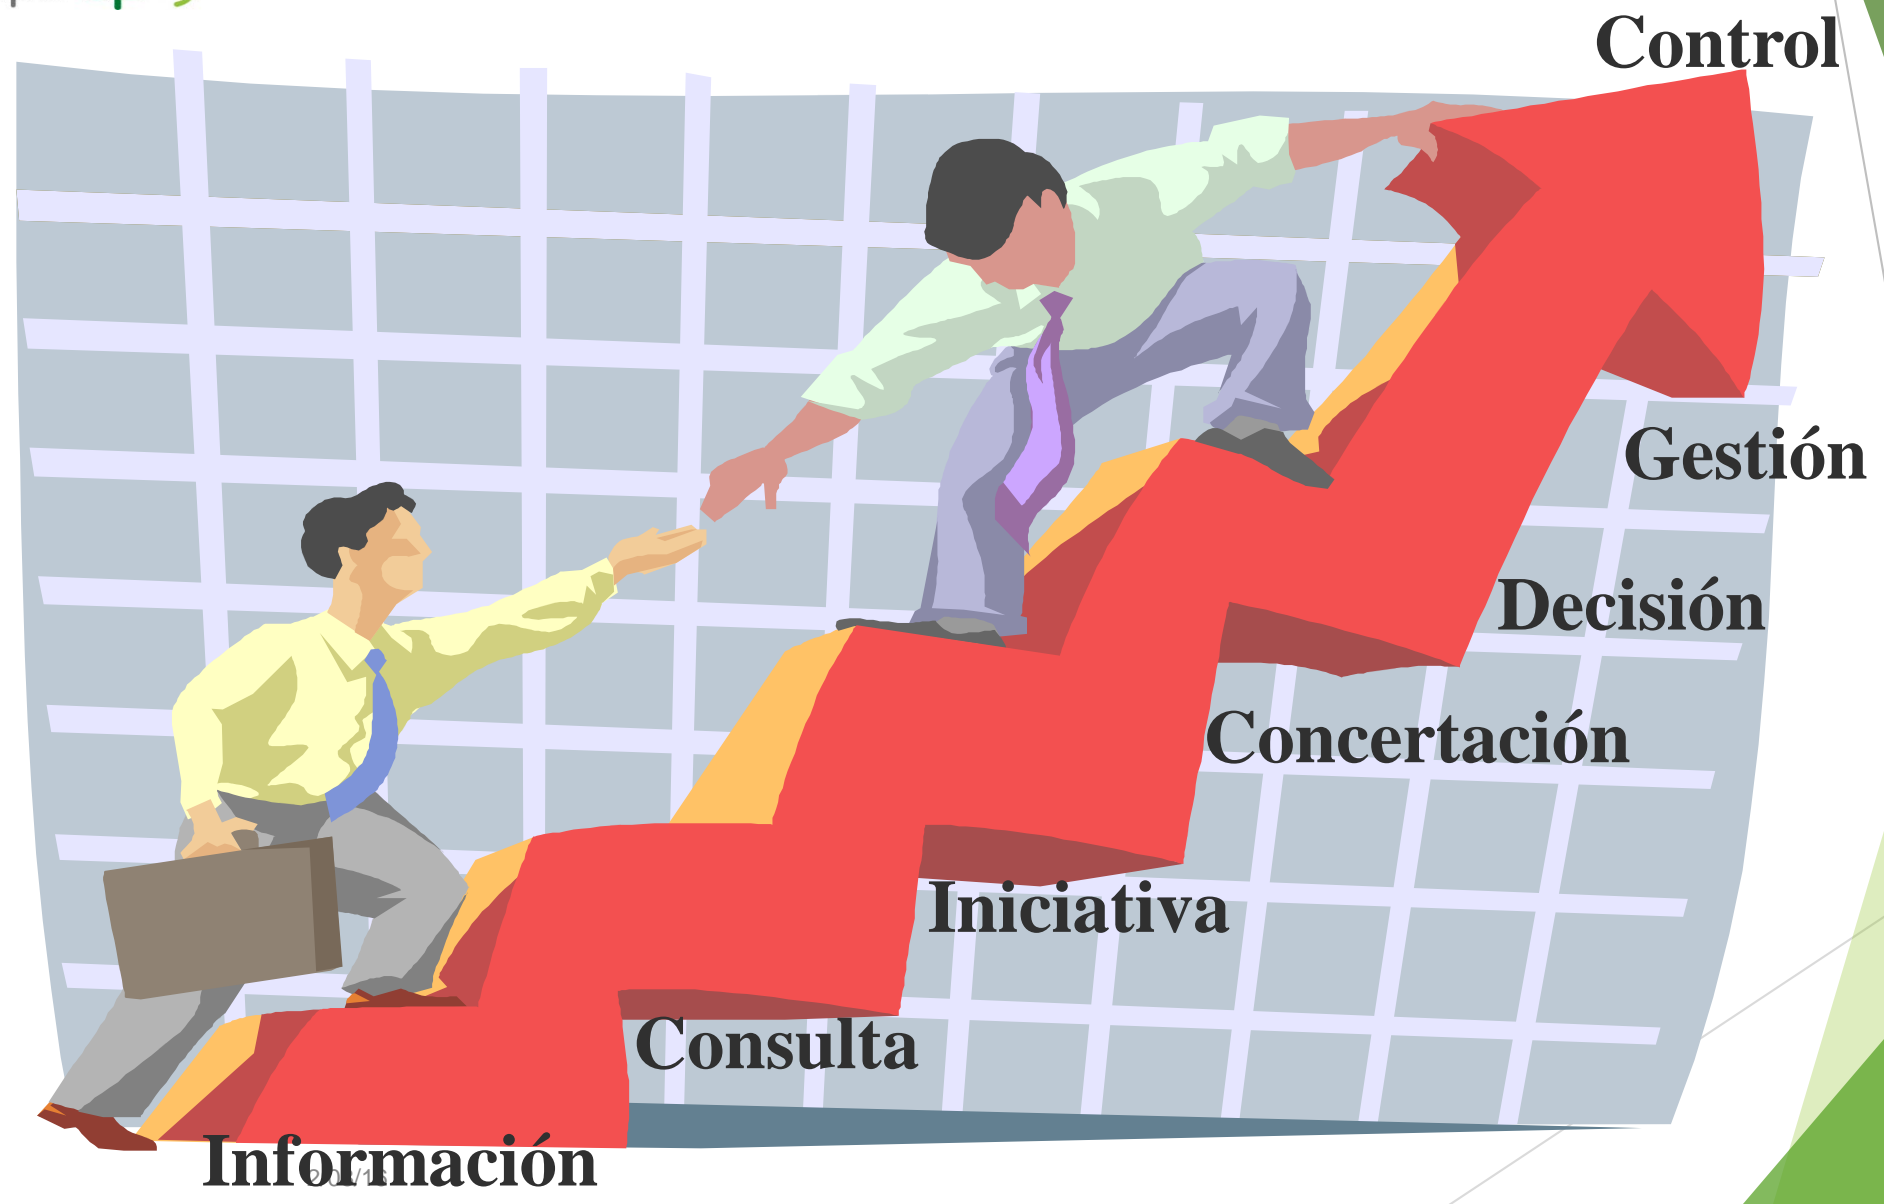 Control
Gestión
Decisión
Concertación
Iniciativa
Consulta
Información